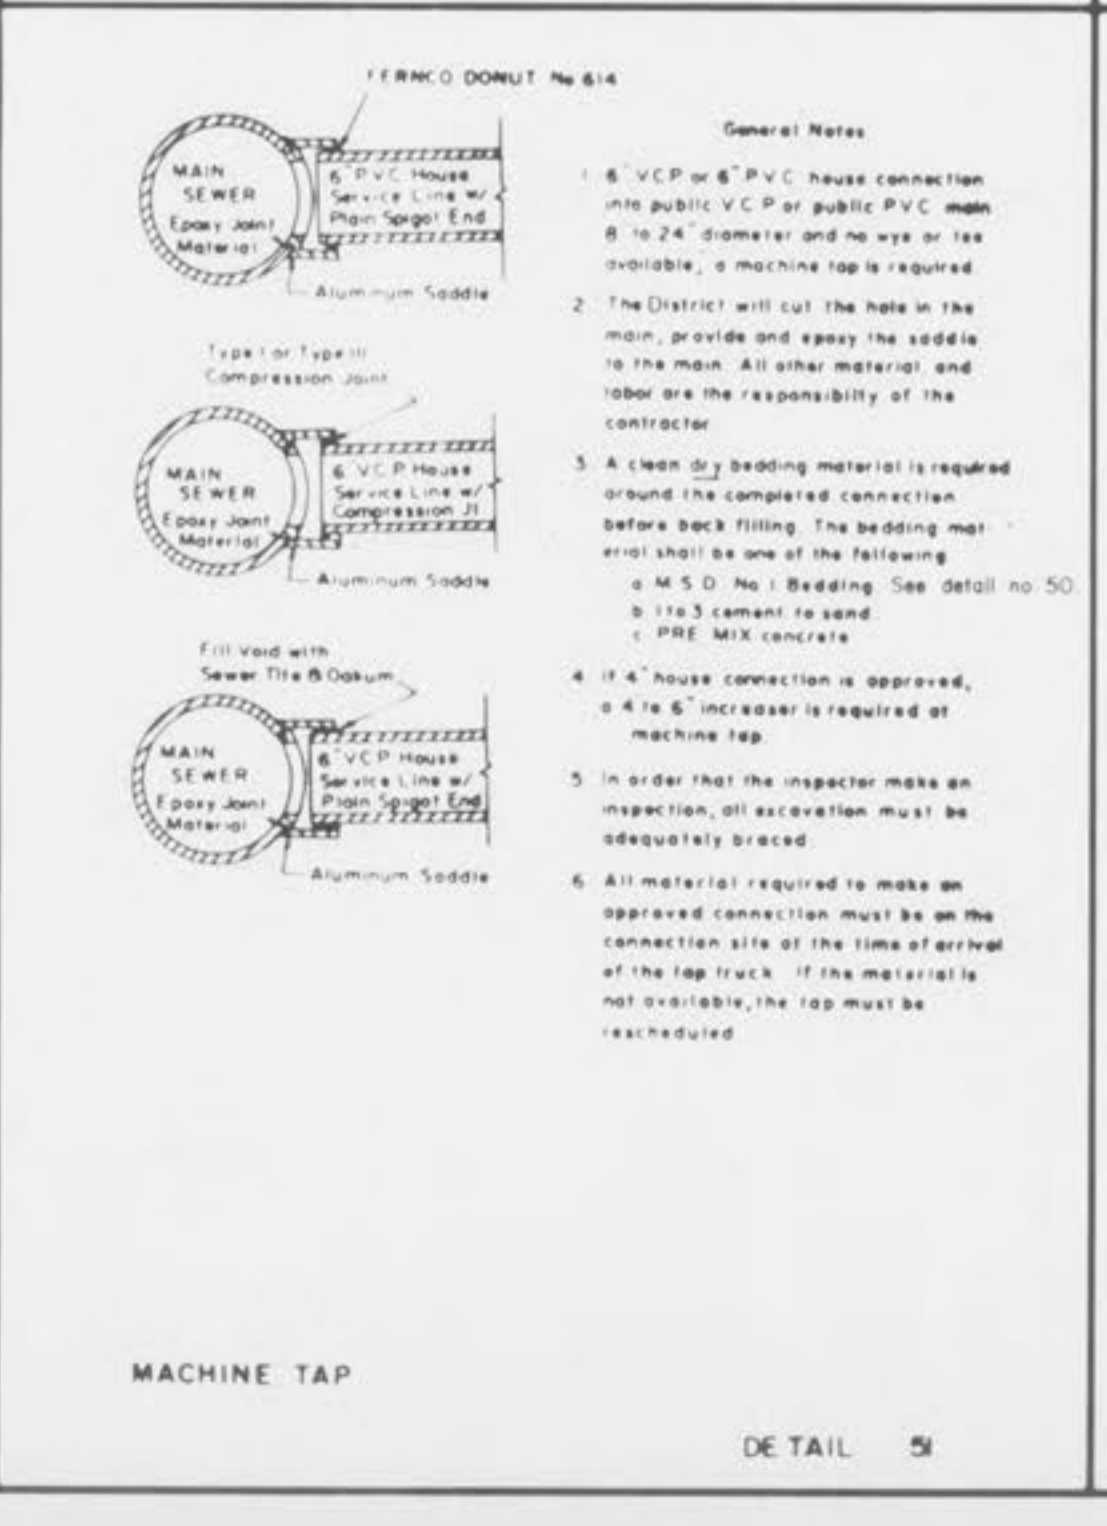 FERNCO DONUT No 614
MAIN
SEWER
Epoxy Joint
Material
6" PVC House
Service Line w/
Plain Spigot End
Aluminum Saddle
Type I or Type III
Compression Joint
MAIN
SEWER
Epoxy Joint
Material
6" VCP House
Service Line w/
Compression Jt
Aluminum Saddle
Fill Void with
Sewer Tite & Oakum
MAIN
SEWER
Epoxy Joint
Material
6" VCP House
Service Line w/
Plain Spigot End
Aluminum Saddle
General Notes
1 6" VCP or 6" PVC house connection
into public VCP or public PVC main
8 to 24" diameter and no wye or tee
available, a machine tap is required.
2 The District will cut the hole in the
main, provide and epoxy the saddle
to the main. All other material and
labor are the responsibilty of the
contractor.
3 A clean dry bedding material is required
around the completed connection
before back filling. The bedding mat-
erial shall be one of the following
a M S D No 1 Bedding. See detail no. 50.
b 1 to 3 cement to sand.
c PRE MIX concrete
4 If 4" house connection is approved,
a 4 to 6" increaser is required at
machine tap.
5 In order that the inspector make an
inspection, all excavation must be
adequately braced.
6 All material required to make an
approved connection must be on the
connection site at the time of arrival
of the tap truck. If the material is
not available, the tap must be
rescheduled
MACHINE TAP
DETAIL 51